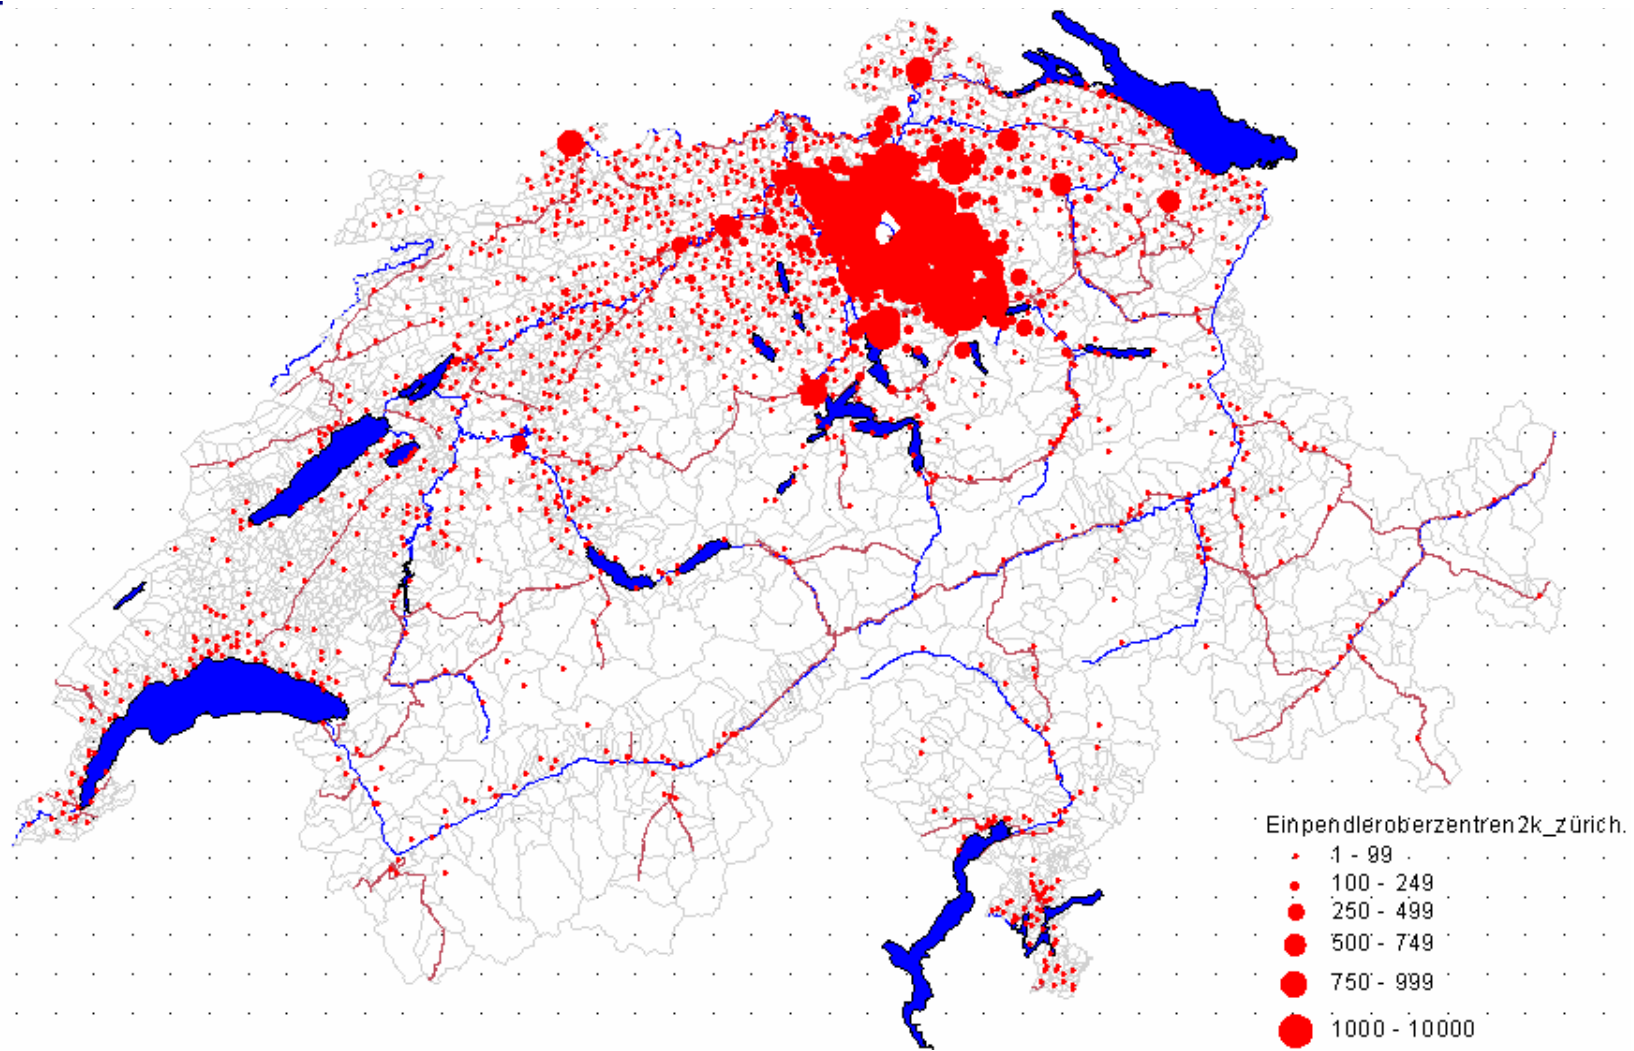 Einpendleroberzentren2k_zürich.
1 - 99
100 - 249
250 - 499
500 - 749
750 - 999
1000 - 10000